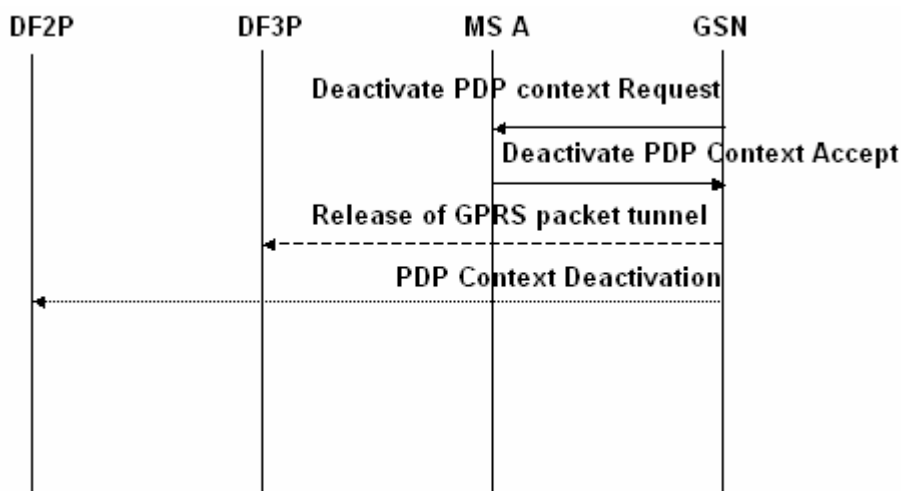 DF2P DF3P MS A GSN
Deactivate PDP context Request
Deactivate PDP Context Accept
Release of GPRS packet tunnel
PDP Context Deactivation